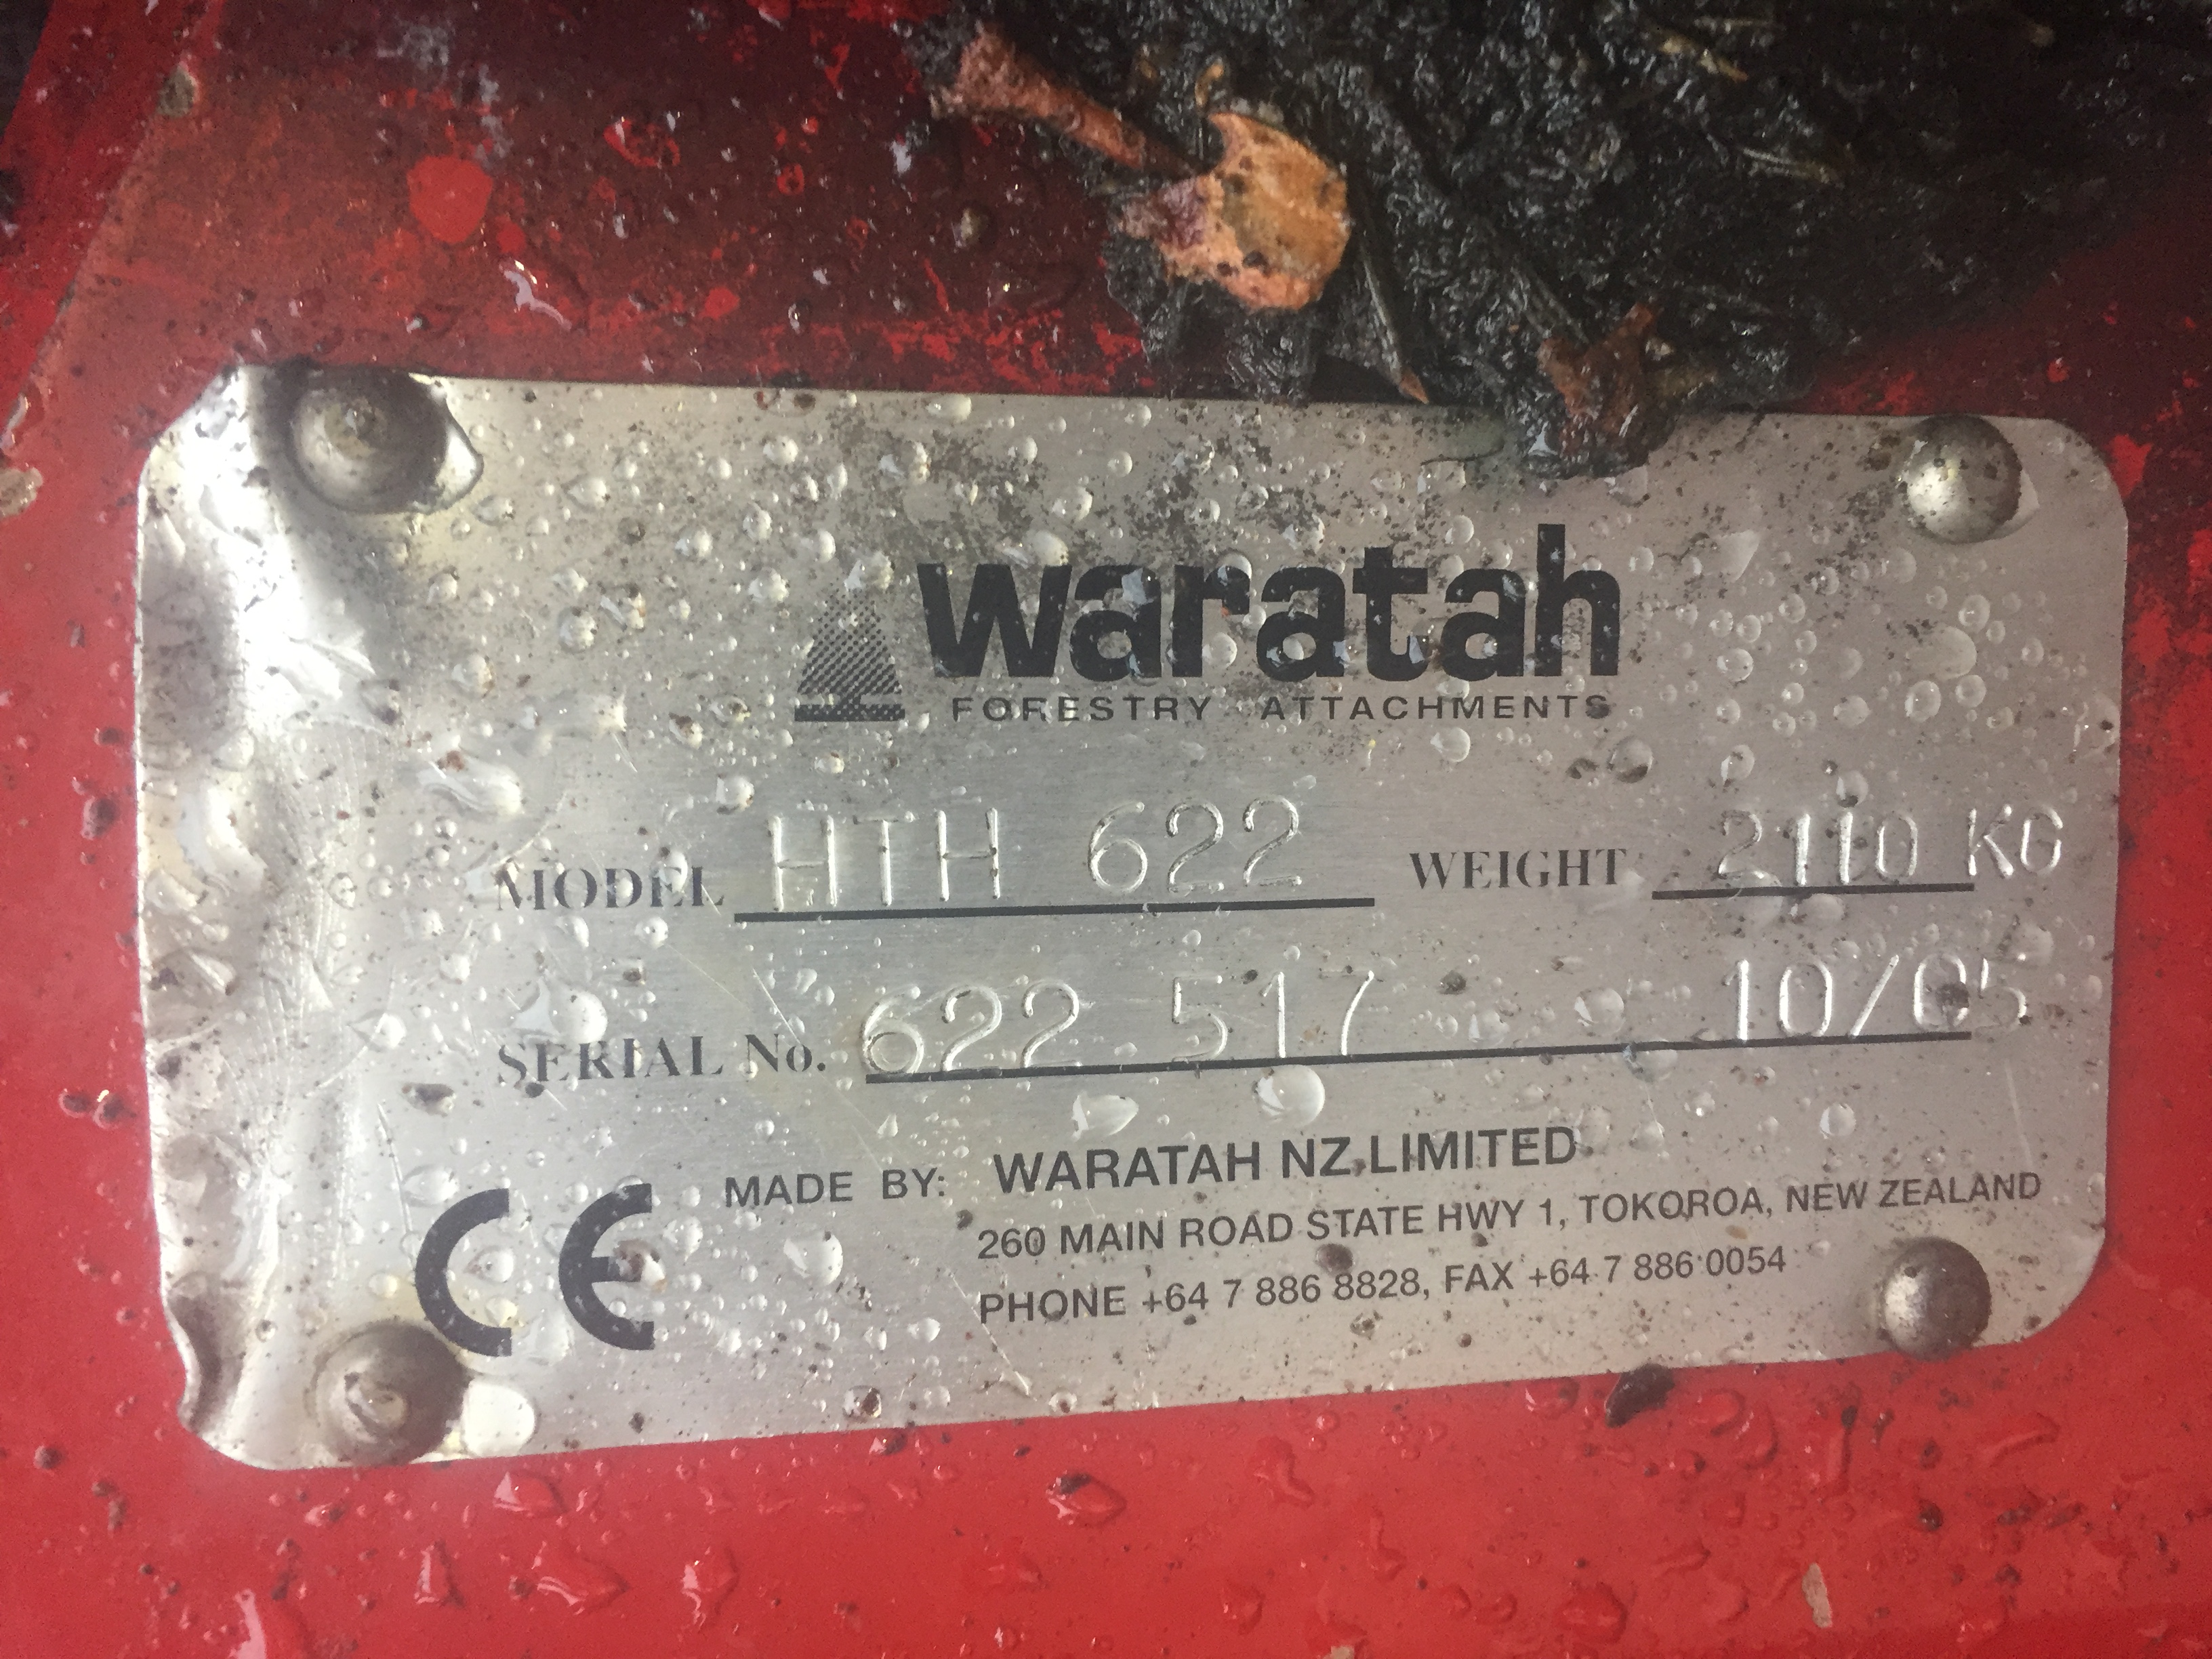 waratah
FORESTRY ATTACHMENTS
MODEL HTH 622 WEIGHT 2110 KG
SERIAL No. 622 517 10/05
CE MADE BY: WARATAH NZ LIMITED
260 MAIN ROAD STATE HWY 1, TOKOROA, NEW ZEALAND
PHONE +64 7 886 8828, FAX +64 7 886 0054